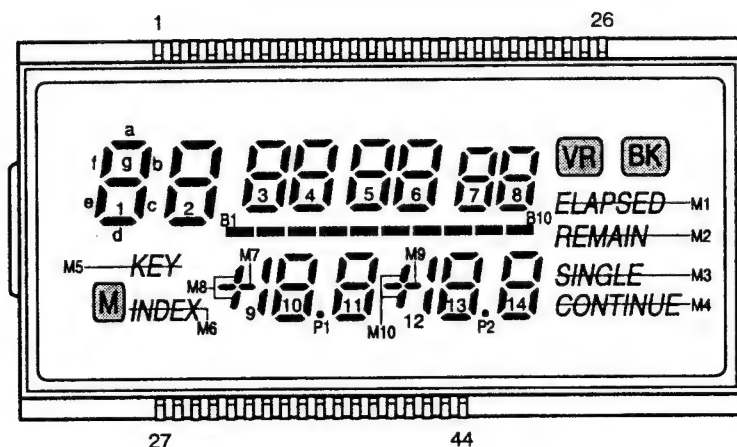 1 26
a
f g b
e 1 c 2 3 4 5 6 7 8
d
VR BK
B1 B10
ELAPSED M1
REMAIN M2
M5 KEY
M7 M9
M8
SINGLE M3
M INDEX
9 10 P1 11 12 13 P2 14
CONTINUE M4
M6 M10
27 44